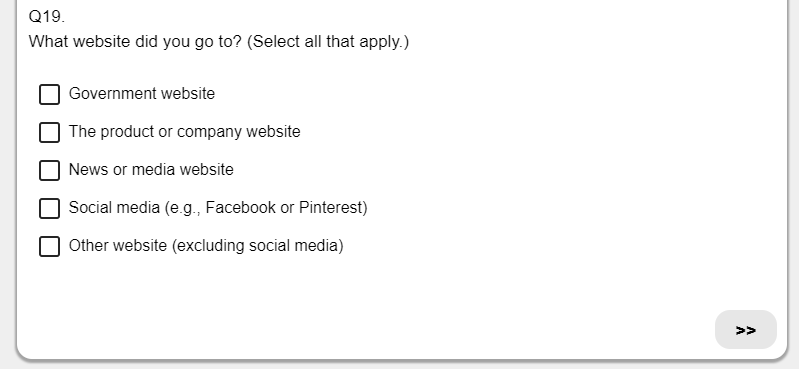 Q19.
What website did you go to? (Select all that apply.)
Government website
The product or company website
News or media website
Social media (e.g., Facebook or Pinterest)
Other website (excluding social media)
>>